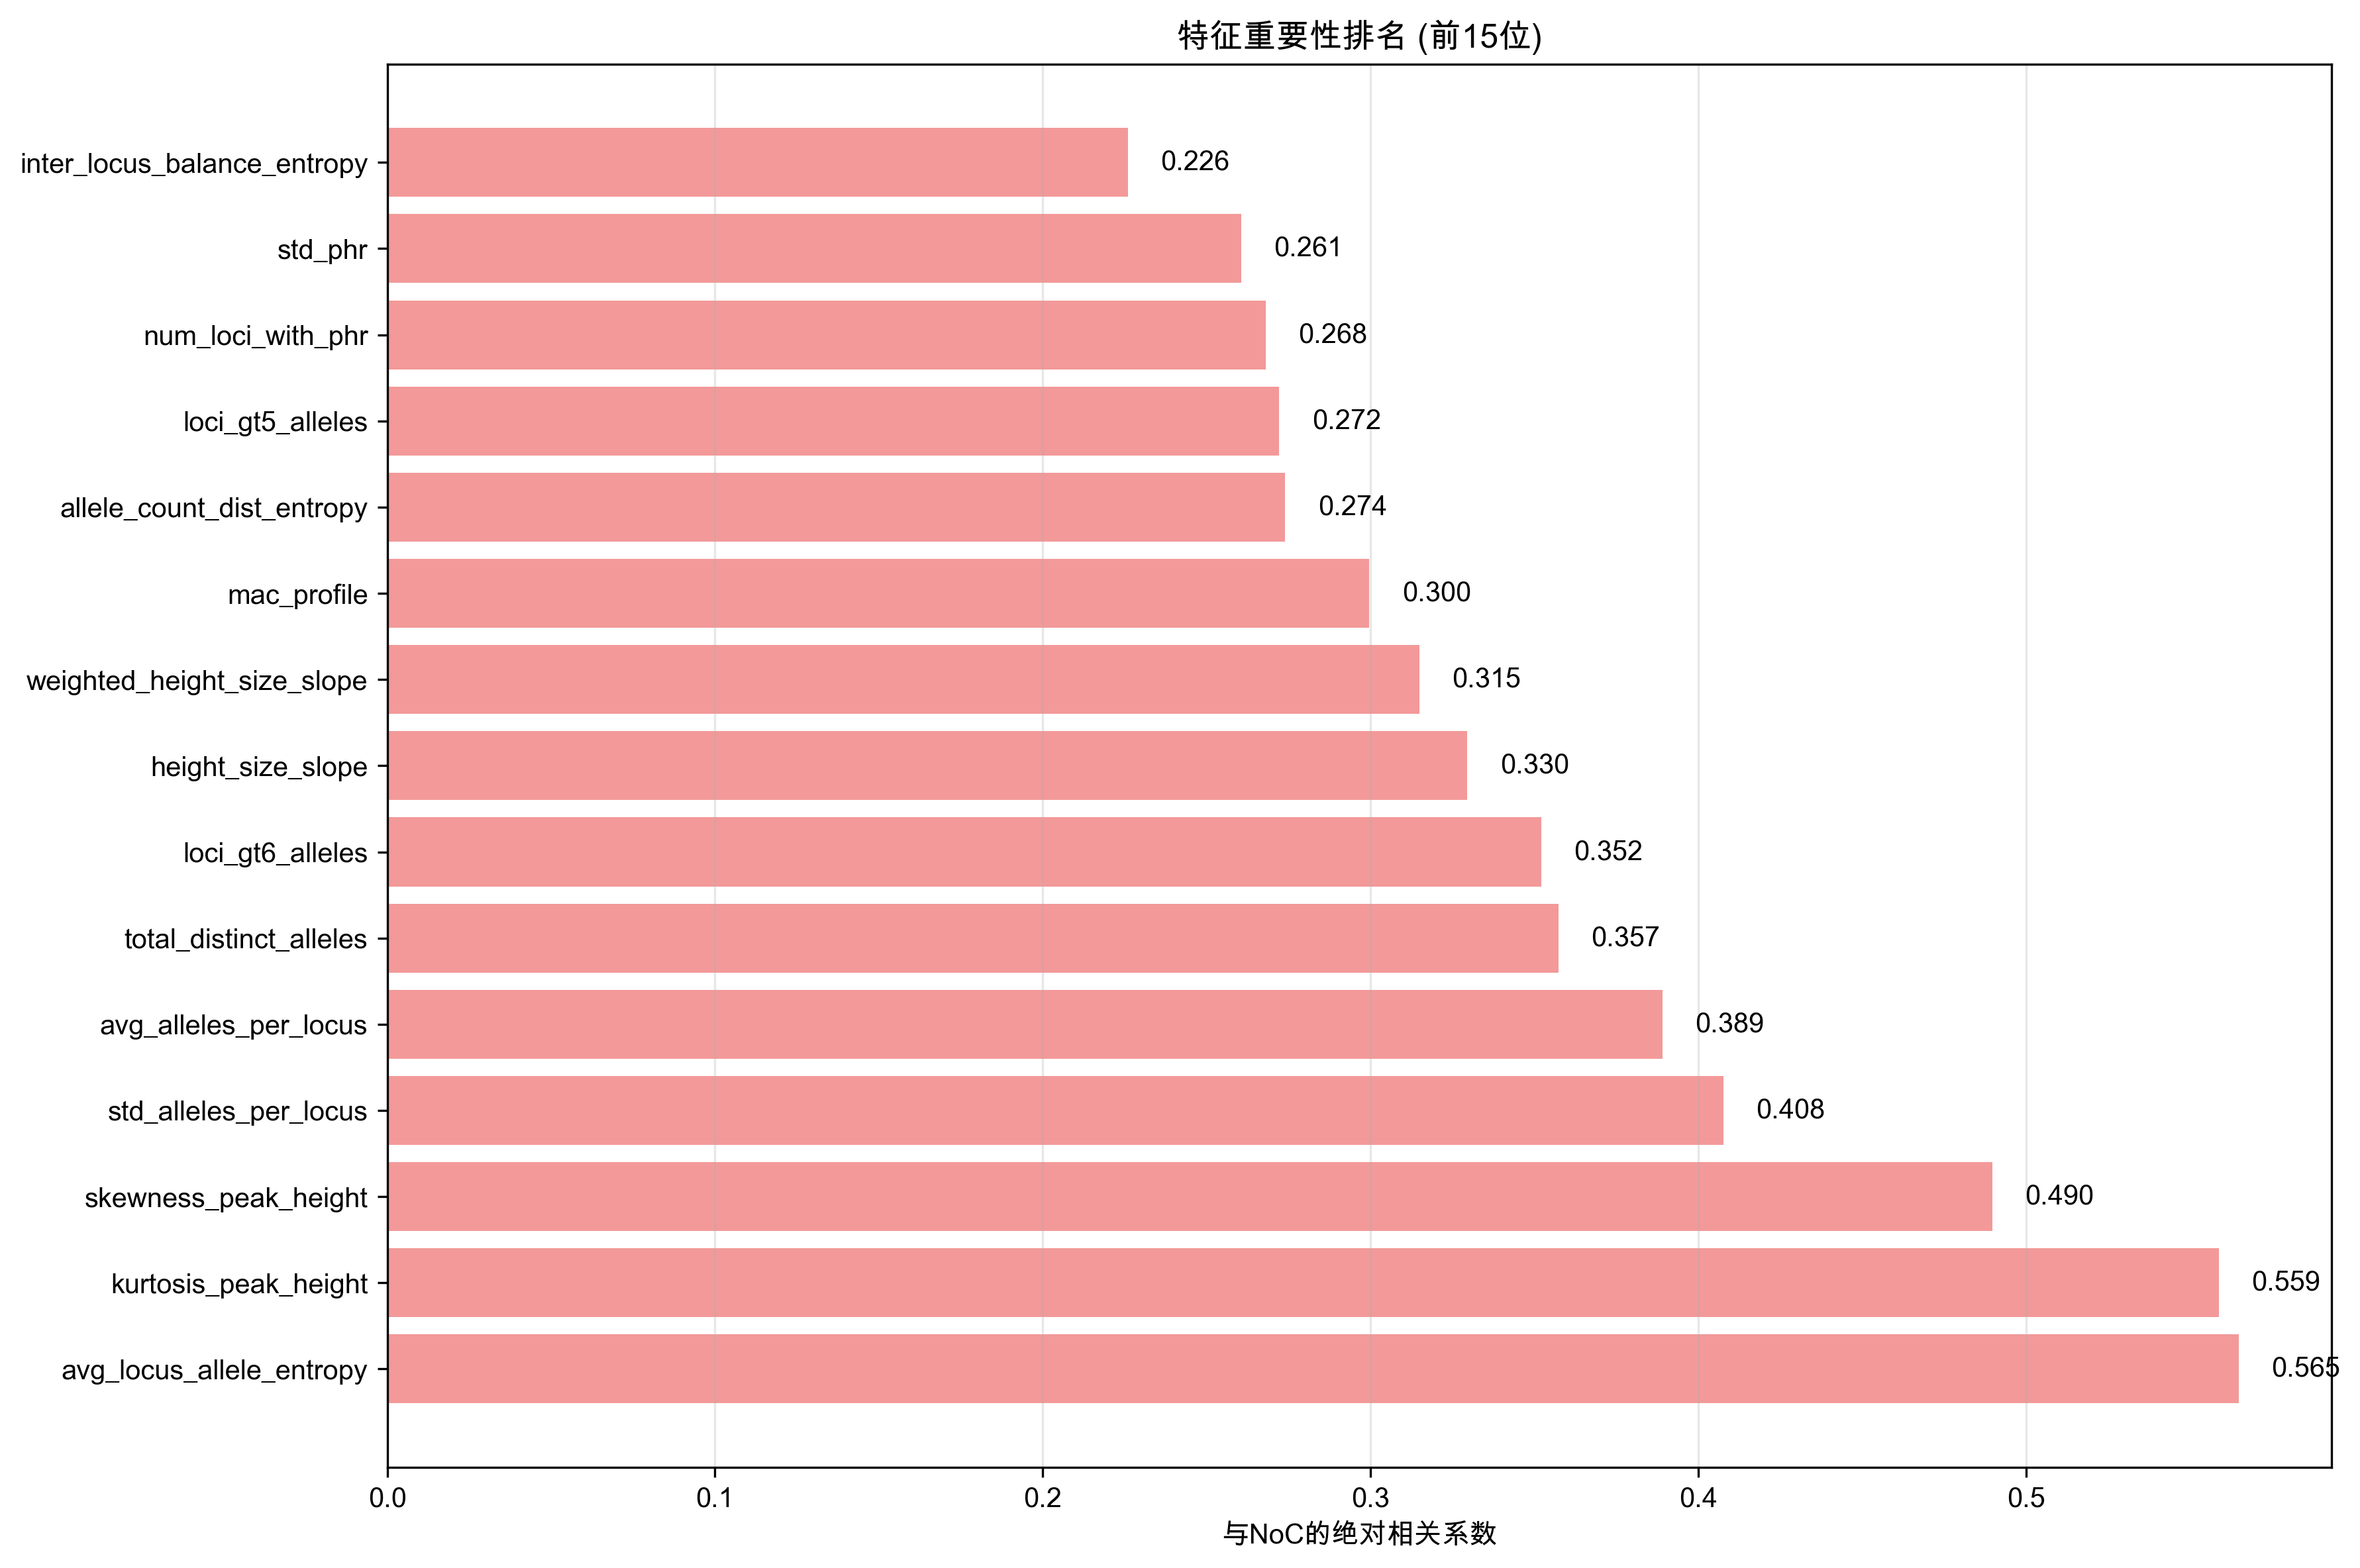 特征重要性排名 (前15位)
inter_locus_balance_entropy 0.226
std_phr 0.261
num_loci_with_phr 0.268
loci_gt5_alleles 0.272
allele_count_dist_entropy 0.274
mac_profile 0.300
weighted_height_size_slope 0.315
height_size_slope 0.330
loci_gt6_alleles 0.352
total_distinct_alleles 0.357
avg_alleles_per_locus 0.389
std_alleles_per_locus 0.408
skewness_peak_height 0.490
kurtosis_peak_height 0.559
avg_locus_allele_entropy 0.565
0.0 0.1 0.2 0.3 0.4 0.5
与NoC的绝对相关系数